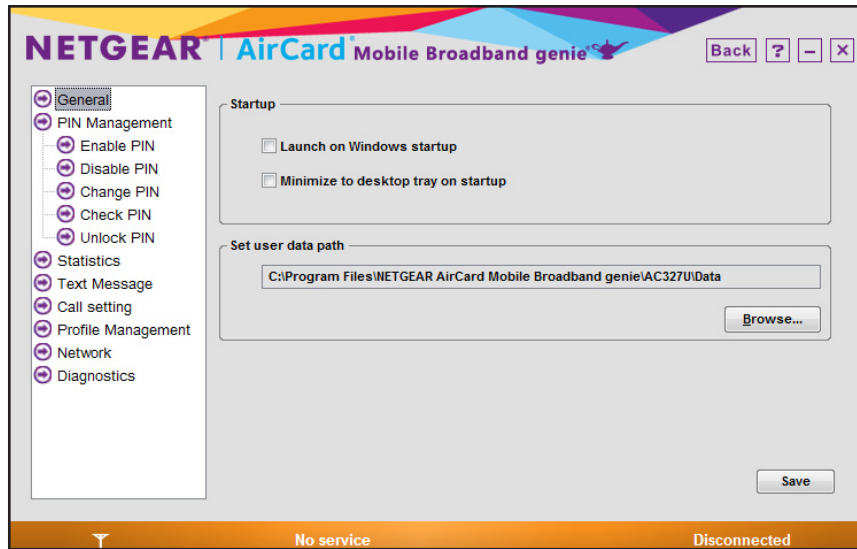 NETGEAR® | AirCard® Mobile Broadband genie®
Back ? – X
General
PIN Management
Enable PIN
Disable PIN
Change PIN
Check PIN
Unlock PIN
Statistics
Text Message
Call setting
Profile Management
Network
Diagnostics
Startup
Launch on Windows startup
Minimize to desktop tray on startup
Set user data path
C:\Program Files\NETGEAR AirCard Mobile Broadband genie\AC327U\Data
Browse...
Save
No service
Disconnected